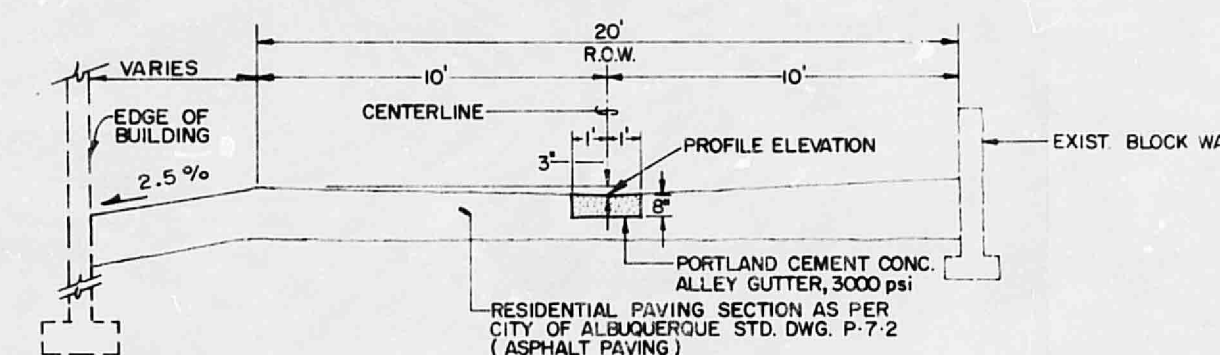 20'
R.O.W.
VARIES
10'
10'
CENTERLINE
EDGE OF
BUILDING
1'
1'
3"
PROFILE ELEVATION
EXIST. BLOCK
2.5%
8"
PORTLAND CEMENT CONC.
ALLEY GUTTER, 3000 psi
RESIDENTIAL PAVING SECTION AS PER
CITY OF ALBUQUERQUE STD. DWG. P-7-2
(ASPHALT PAVING)